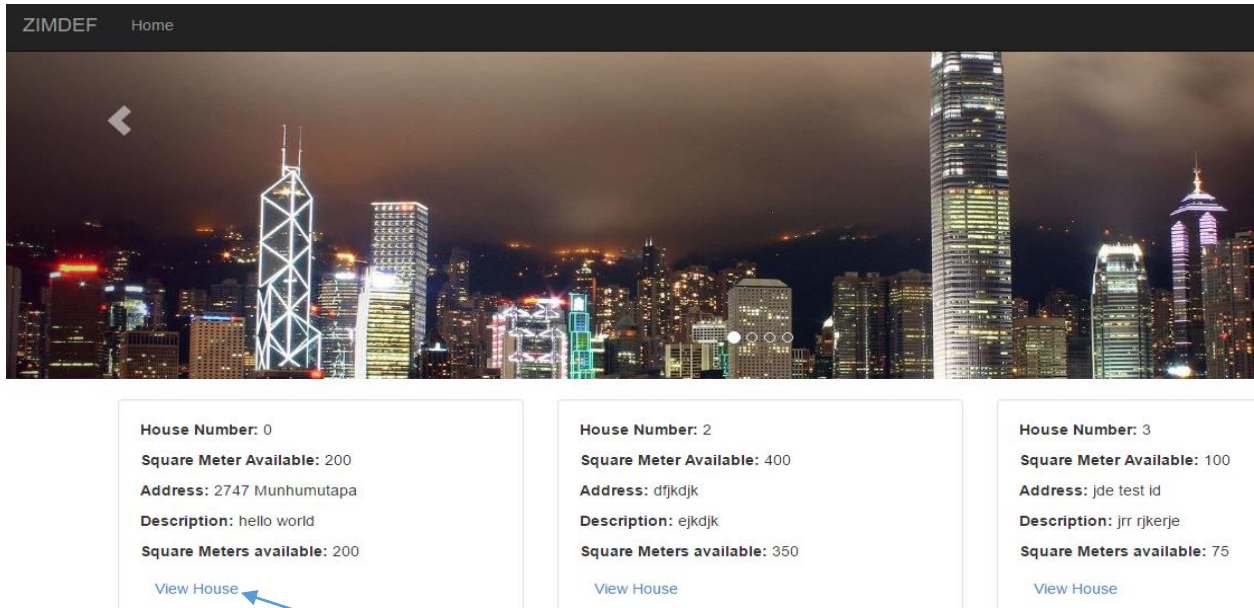 ZIMDEF Home
House Number: 0
Square Meter Available: 200
Address: 2747 Munhumutapa
Description: hello world
Square Meters available: 200
View House
House Number: 2
Square Meter Available: 400
Address: dfjkdjk
Description: ejkdjk
Square Meters available: 350
View House
House Number: 3
Square Meter Available: 100
Address: jde test id
Description: jrr rjkerje
Square Meters available: 75
View House